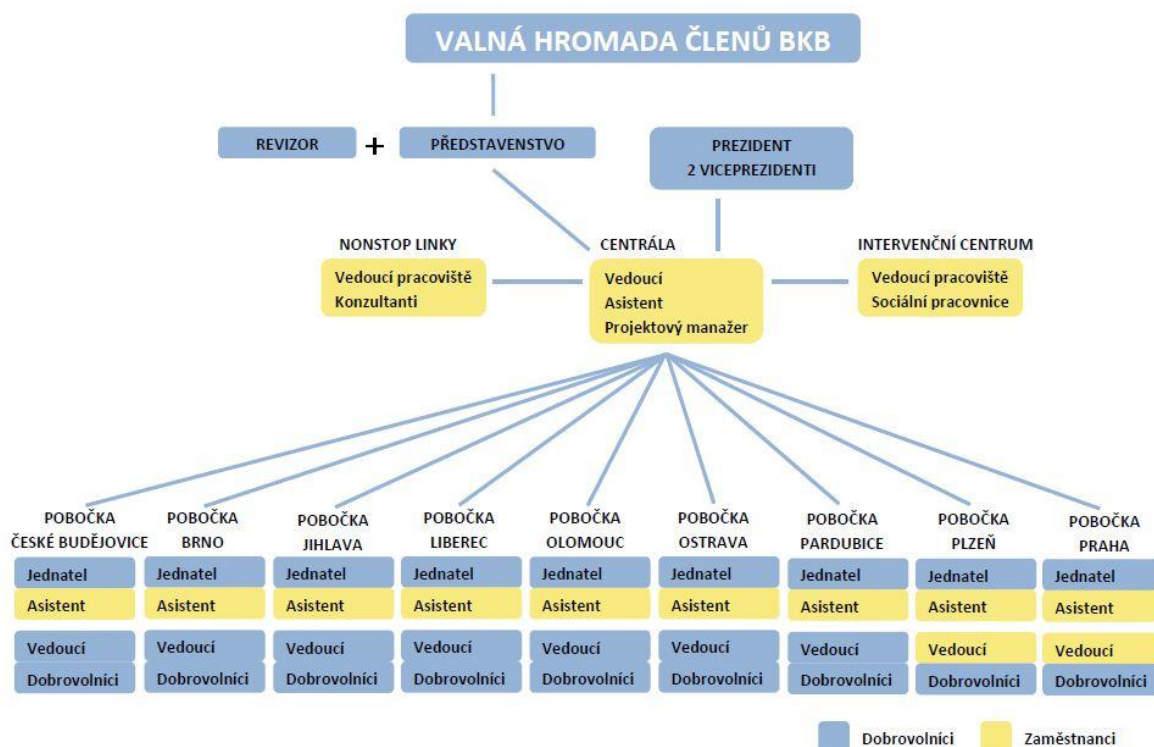 VALNÁ HROMADA ČLENŮ BKB
REVIZOR + PŘEDSTAVENSTVO
PREZIDENT
2 VICEPREZIDENTI
NONSTOP LINKY
Vedoucí pracoviště
Konzultanti
CENTRÁLA
Vedoucí
Asistent
Projektový manažer
INTERVENČNÍ CENTRUM
Vedoucí pracoviště
Sociální pracovnice
POBOČKA
ČESKÉ BUDĚJOVICE
Jednatel
Asistent
Vedoucí
Dobrovolníci
POBOČKA
BRNO
Jednatel
Asistent
Vedoucí
Dobrovolníci
POBOČKA
JIHLAVA
Jednatel
Asistent
Vedoucí
Dobrovolníci
POBOČKA
LIBEREC
Jednatel
Asistent
Vedoucí
Dobrovolníci
POBOČKA
OLOMOUC
Jednatel
Asistent
Vedoucí
Dobrovolníci
POBOČKA
OSTRAVA
Jednatel
Asistent
Vedoucí
Dobrovolníci
POBOČKA
PARDUBICE
Jednatel
Asistent
Vedoucí
Dobrovolníci
POBOČKA
PLZEŇ
Jednatel
Asistent
Vedoucí
Dobrovolníci
POBOČKA
PRAHA
Jednatel
Asistent
Vedoucí
Dobrovolníci
Dobrovolníci
Zaměstnanci